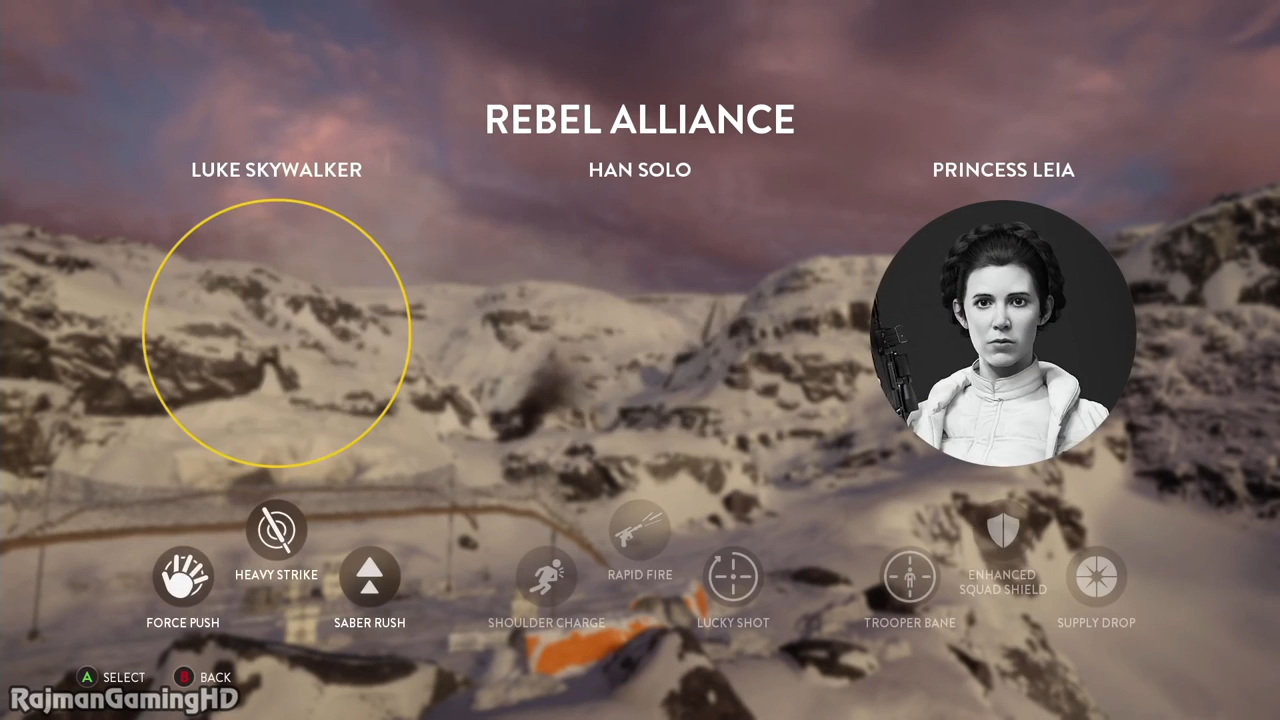 REBEL ALLIANCE
LUKE SKYWALKER
HAN SOLO
PRINCESS LEIA
HEAVY STRIKE
FORCE PUSH
SABER RUSH
RAPID FIRE
SHOULDER CHARGE
LUCKY SHOT
ENHANCED
SQUAD SHIELD
TROOPER BANE
SUPPLY DROP
A SELECT
B BACK
RajmanGamingHD